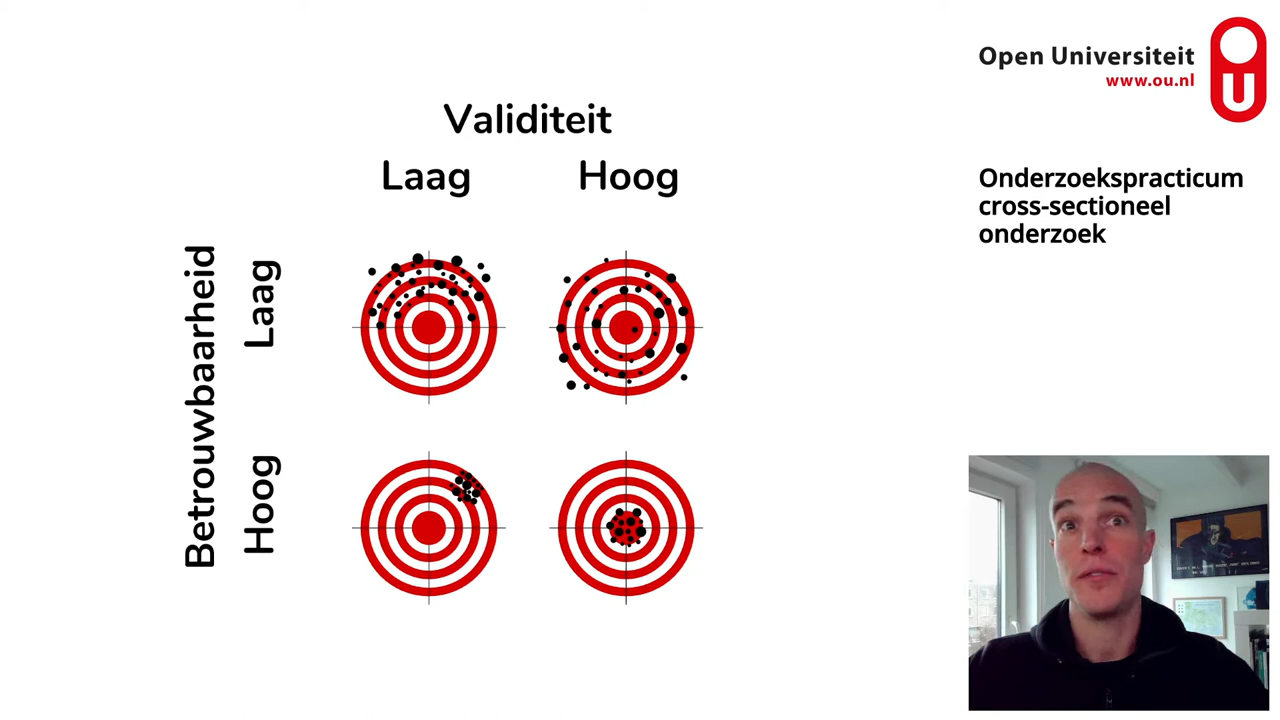 Open Universiteit
www.ou.nl
Validiteit
Laag
Hoog
Onderzoekspracticum
cross-sectioneel
onderzoek
Betrouwbaarheid
Laag
Hoog